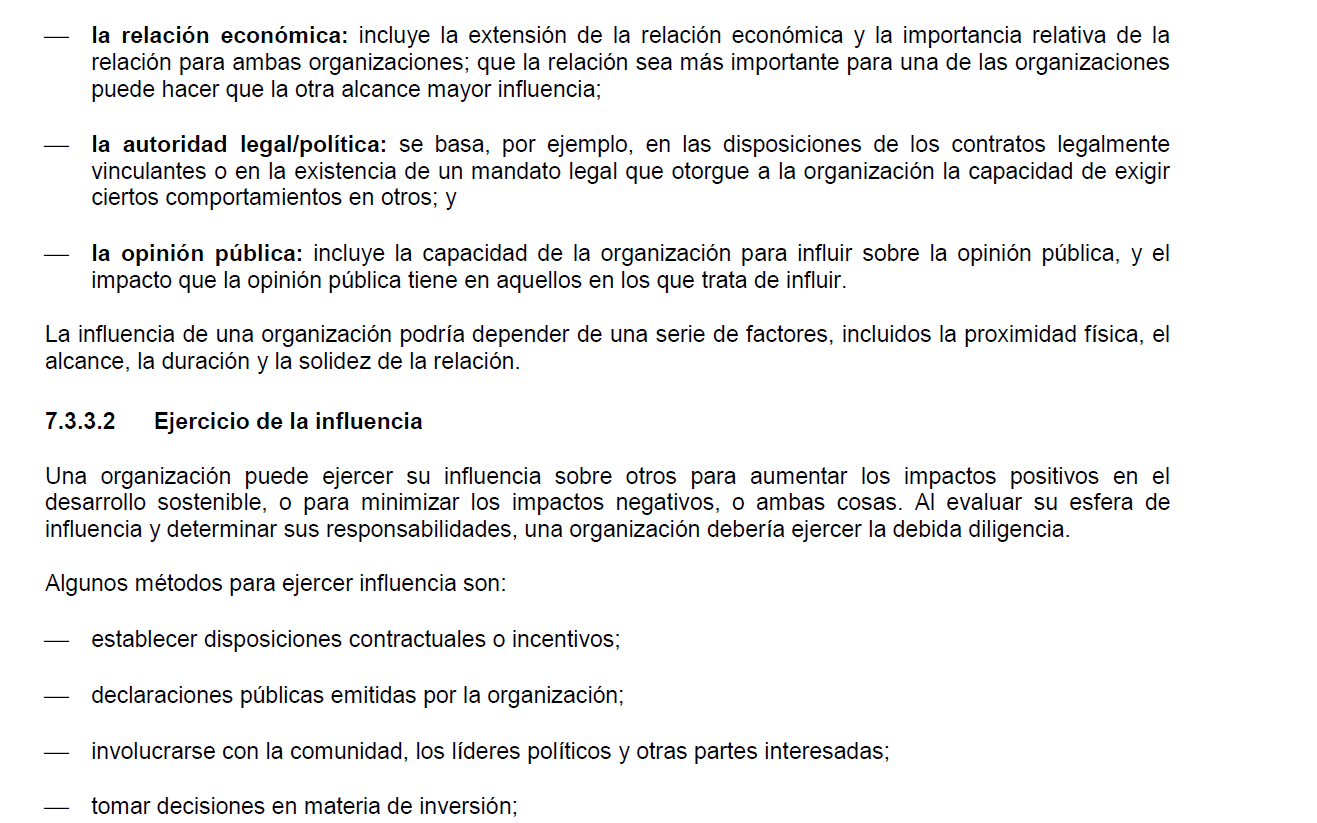 — la relación económica: incluye la extensión de la relación económica y la importancia relativa de la
relación para ambas organizaciones; que la relación sea más importante para una de las organizaciones
puede hacer que la otra alcance mayor influencia;
— la autoridad legal/política: se basa, por ejemplo, en las disposiciones de los contratos legalmente
vinculantes o en la existencia de un mandato legal que otorgue a la organización la capacidad de exigir
ciertos comportamientos en otros; y
— la opinión pública: incluye la capacidad de la organización para influir sobre la opinión pública, y el
impacto que la opinión pública tiene en aquellos en los que trata de influir.
La influencia de una organización podría depender de una serie de factores, incluidos la proximidad física, el
alcance, la duración y la solidez de la relación.
7.3.3.2 Ejercicio de la influencia
Una organización puede ejercer su influencia sobre otros para aumentar los impactos positivos en el
desarrollo sostenible, o para minimizar los impactos negativos, o ambas cosas. Al evaluar su esfera de
influencia y determinar sus responsabilidades, una organización debería ejercer la debida diligencia.
Algunos métodos para ejercer influencia son:
— establecer disposiciones contractuales o incentivos;
— declaraciones públicas emitidas por la organización;
— involucrarse con la comunidad, los líderes políticos y otras partes interesadas;
— tomar decisiones en materia de inversión;